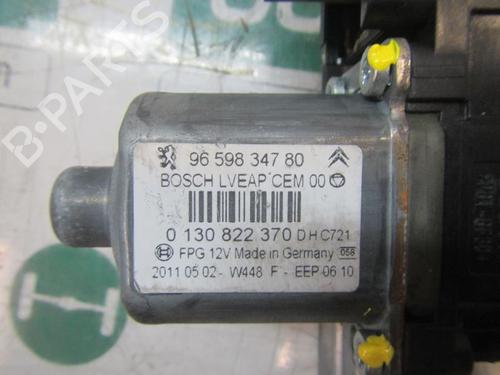 B-PARTS
96 598 347 80
BOSCH LVEAP CEM 00
0 130 822 370 DHC721
FPG 12V Made in Germany 058
2011 05 02- W448 F - EEP 06 10